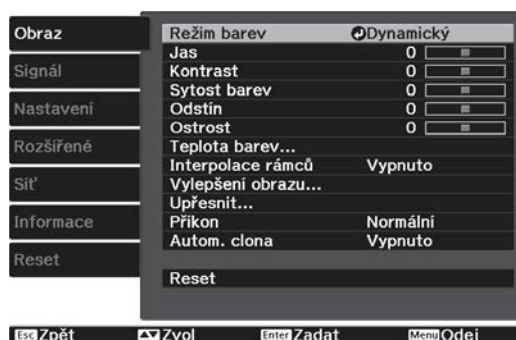 Obraz
Signál
Nastavení
Rozšířené
Síť
Informace
Reset
Režim barev Dynamický
Jas 0
Kontrast 0
Sytost barev 0
Odstín 0
Ostrost 0
Teplota barev...
Interpolace rámců Vypnuto
Vylepšení obrazu...
Upřesnit...
Příkon Normální
Autom. clona Vypnuto
Reset
Esc Zpět Zvol Enter Zadat Menu Odej